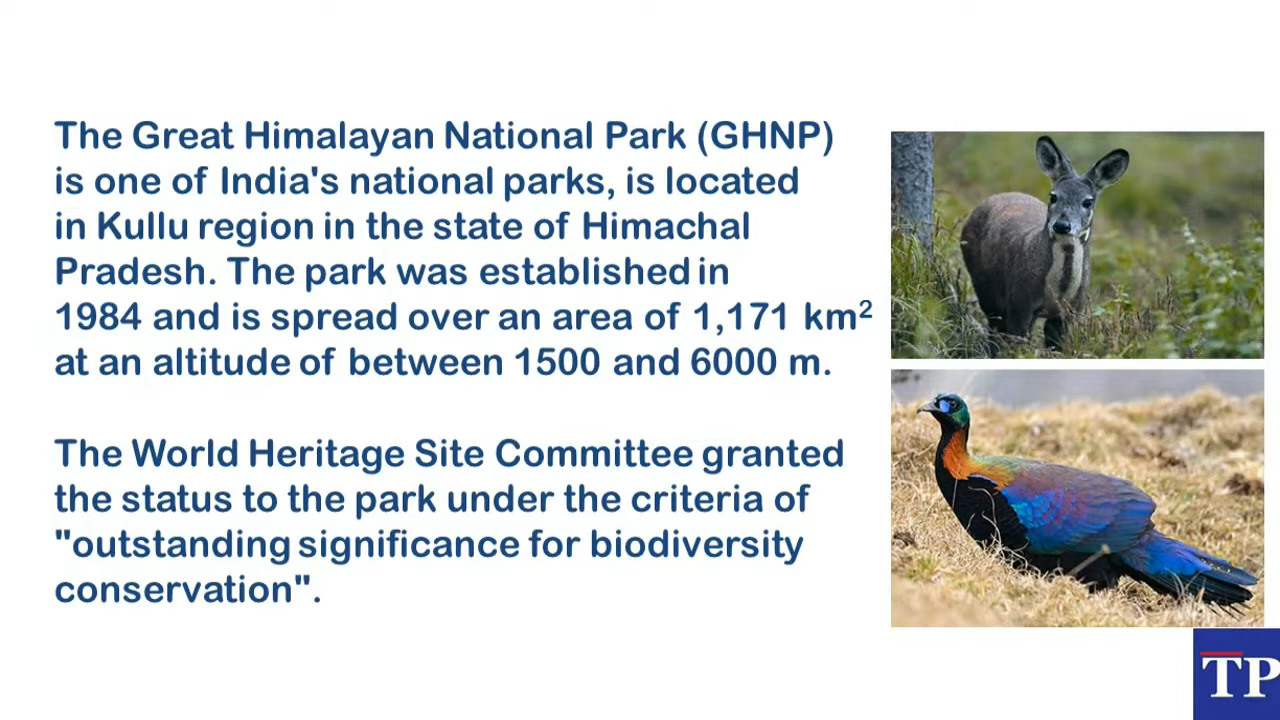 The Great Himalayan National Park (GHNP)
is one of India's national parks, is located
in Kullu region in the state of Himachal
Pradesh. The park was established in
1984 and is spread over an area of 1,171 km²
at an altitude of between 1500 and 6000 m.
The World Heritage Site Committee granted
the status to the park under the criteria of
"outstanding significance for biodiversity
conservation".
TP